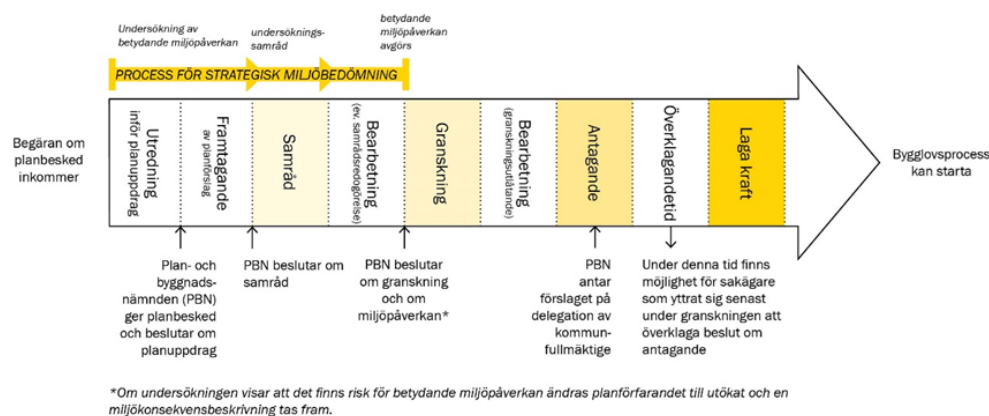 Undersökning av
betydande miljöpåverkan
undersöknings-
samråd
betydande
miljöpåverkan
avgörs
PROCESS FÖR STRATEGISK MILJÖBEDÖMNING
Begäran om
planbesked
inkommer
Utredning
inför planuppdrag)
Framtagande
av planförslag)
Samråd
Bearbetning
(ev. samrådsredogörelse)
Granskning
Bearbetning
(granskningsutlåtande)
Antagande
Överklagandetid
Laga kraft
Bygglovsprocess
kan starta
Plan- och
byggnads-
nämnden (PBN)
ger planbesked
och beslutar om
planuppdrag
PBN beslutar om
samråd
PBN beslutar
om granskning
och om
miljöpåverkan*
PBN
antar
förslaget på
delegation av
kommun-
fullmäktige
Under denna tid finns
möjlighet för sakägare
som yttrat sig senast
under granskningen att
överklaga beslut om
antagande
*Om undersökningen visar att det finns risk för betydande miljöpåverkan ändras planförfarandet till utökat och en
miljökonsekvensbeskrivning tas fram.